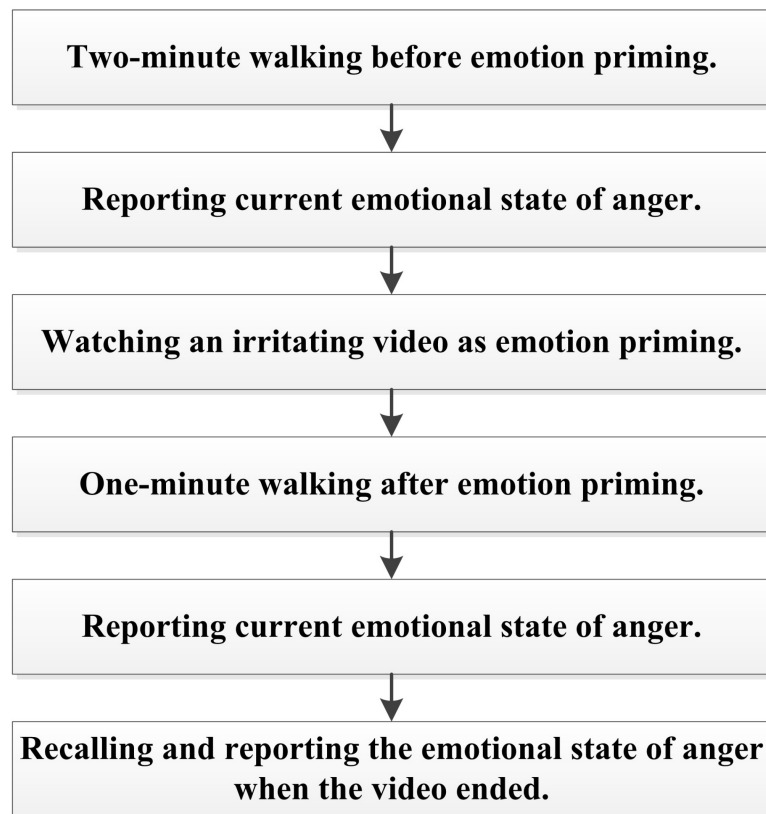 Two-minute walking before emotion priming.
Reporting current emotional state of anger.
Watching an irritating video as emotion priming.
One-minute walking after emotion priming.
Reporting current emotional state of anger.
Recalling and reporting the emotional state of anger
when the video ended.